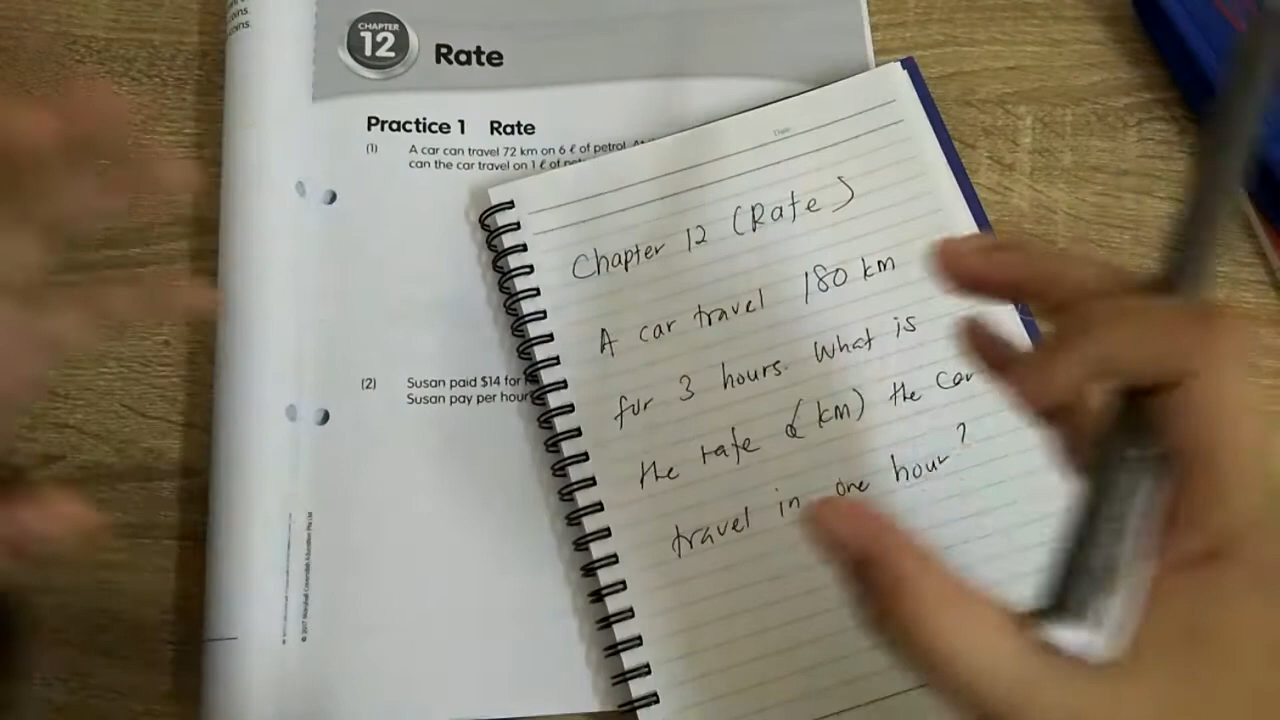 CHAPTER
12
Rate
Practice 1 Rate
(1) A car can travel 72 km on 6 ℓ of petrol.
can the car travel on 1 ℓ of
(2) Susan paid $14 for
Susan pay per hour
Date:
Chapter 12 (Rate)
A car travel 180 km
for 3 hours. What is
the rate (km) the car
travel in one hour?